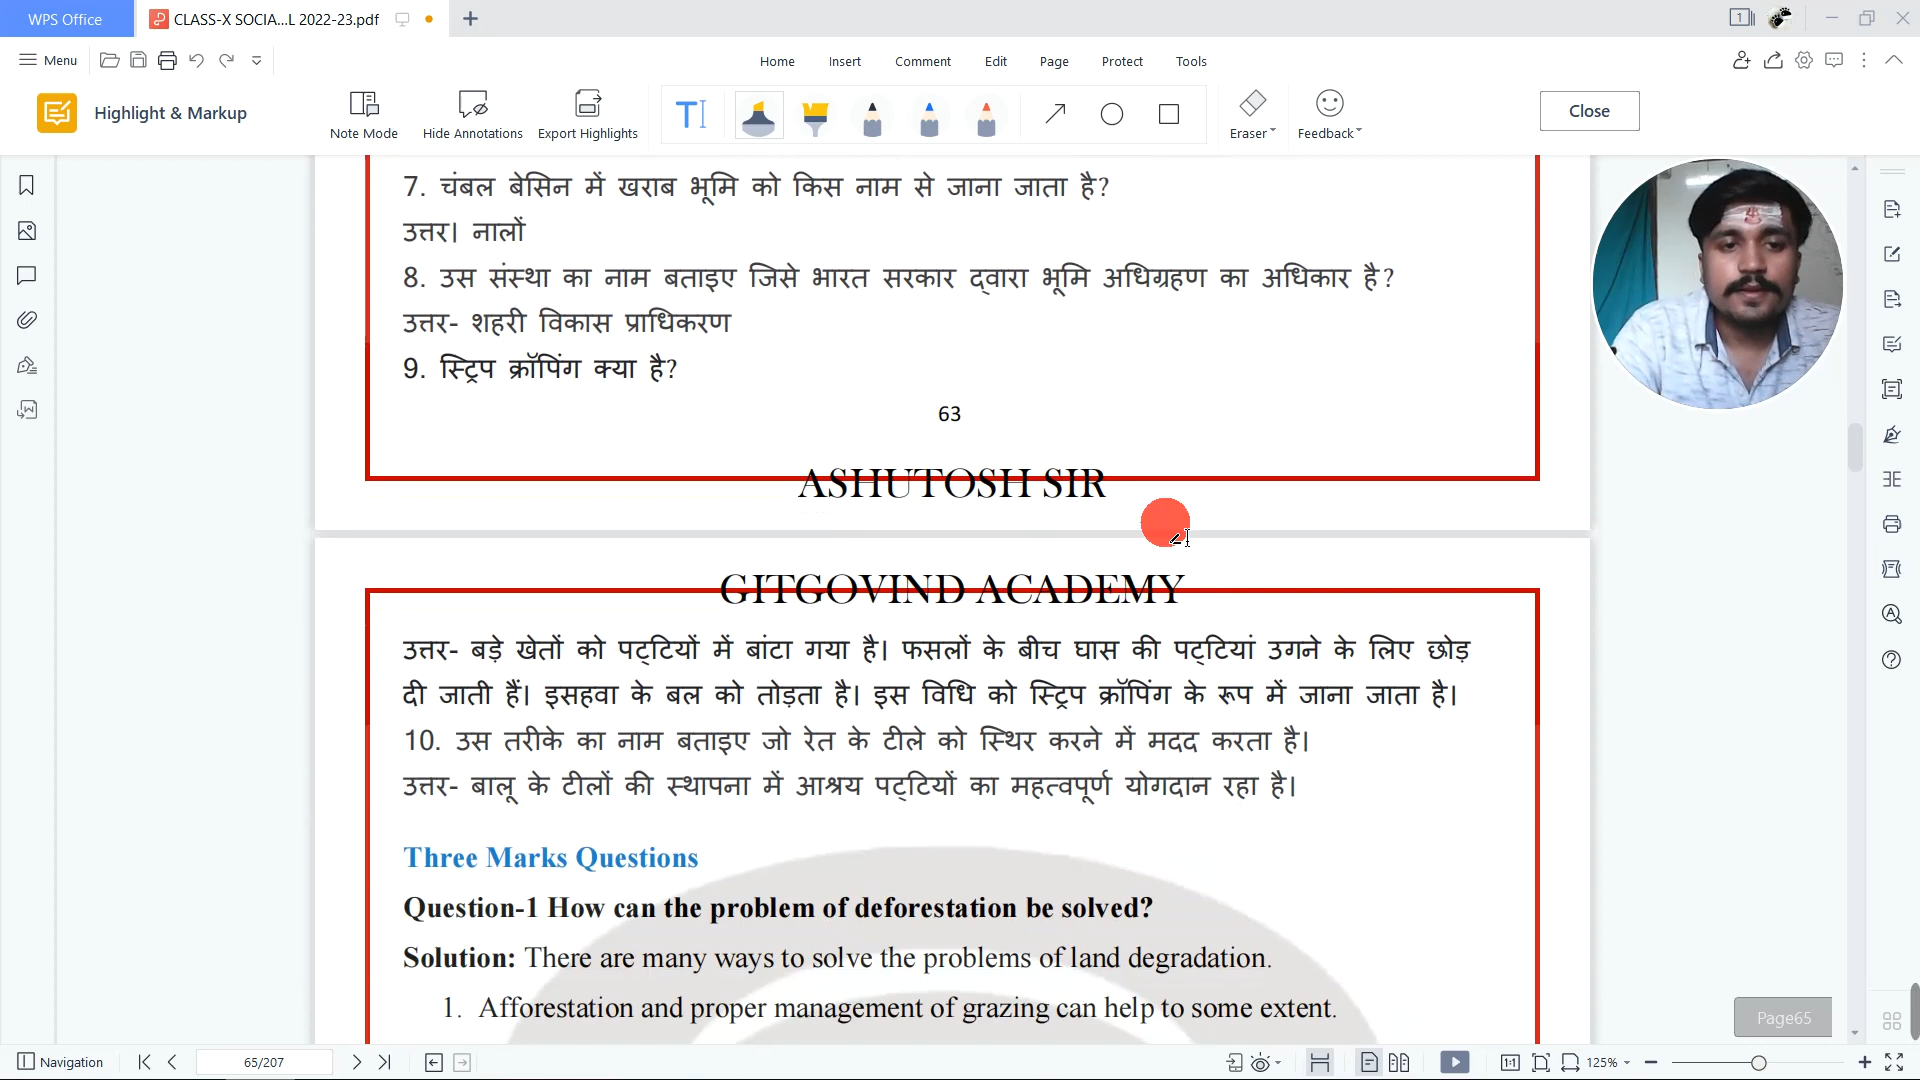 WPS Office
CLASS-X SOCIA...L 2022-23.pdf
1
Menu
Home Insert Comment Edit Page Protect Tools
Highlight & Markup
Note Mode Hide Annotations Export Highlights Eraser Feedback Close
7. चंबल बेसिन में खराब भूमि को किस नाम से जाना जाता है?
उत्तर। नालों
8. उस संस्था का नाम बताइए जिसे भारत सरकार द्वारा भूमि अधिग्रहण का अधिकार है?
उत्तर- शहरी विकास प्राधिकरण
9. स्ट्रिप क्रॉपिंग क्या है?
63
ASHUTOSH SIR
GITGOVIND ACADEMY
उत्तर- बड़े खेतों को पट्टियों में बांटा गया है। फसलों के बीच घास की पट्टियां उगने के लिए छोड़
दी जाती हैं। इसहवा के बल को तोड़ता है। इस विधि को स्ट्रिप क्रॉपिंग के रूप में जाना जाता है।
10. उस तरीके का नाम बताइए जो रेत के टीले को स्थिर करने में मदद करता है।
उत्तर- बालू के टीलों की स्थापना में आश्रय पट्टियों का महत्वपूर्ण योगदान रहा है।
Three Marks Questions
Question-1 How can the problem of deforestation be solved?
Solution: There are many ways to solve the problems of land degradation.
1. Afforestation and proper management of grazing can help to some extent.
Page65
Navigation 65/207 1:1 125%